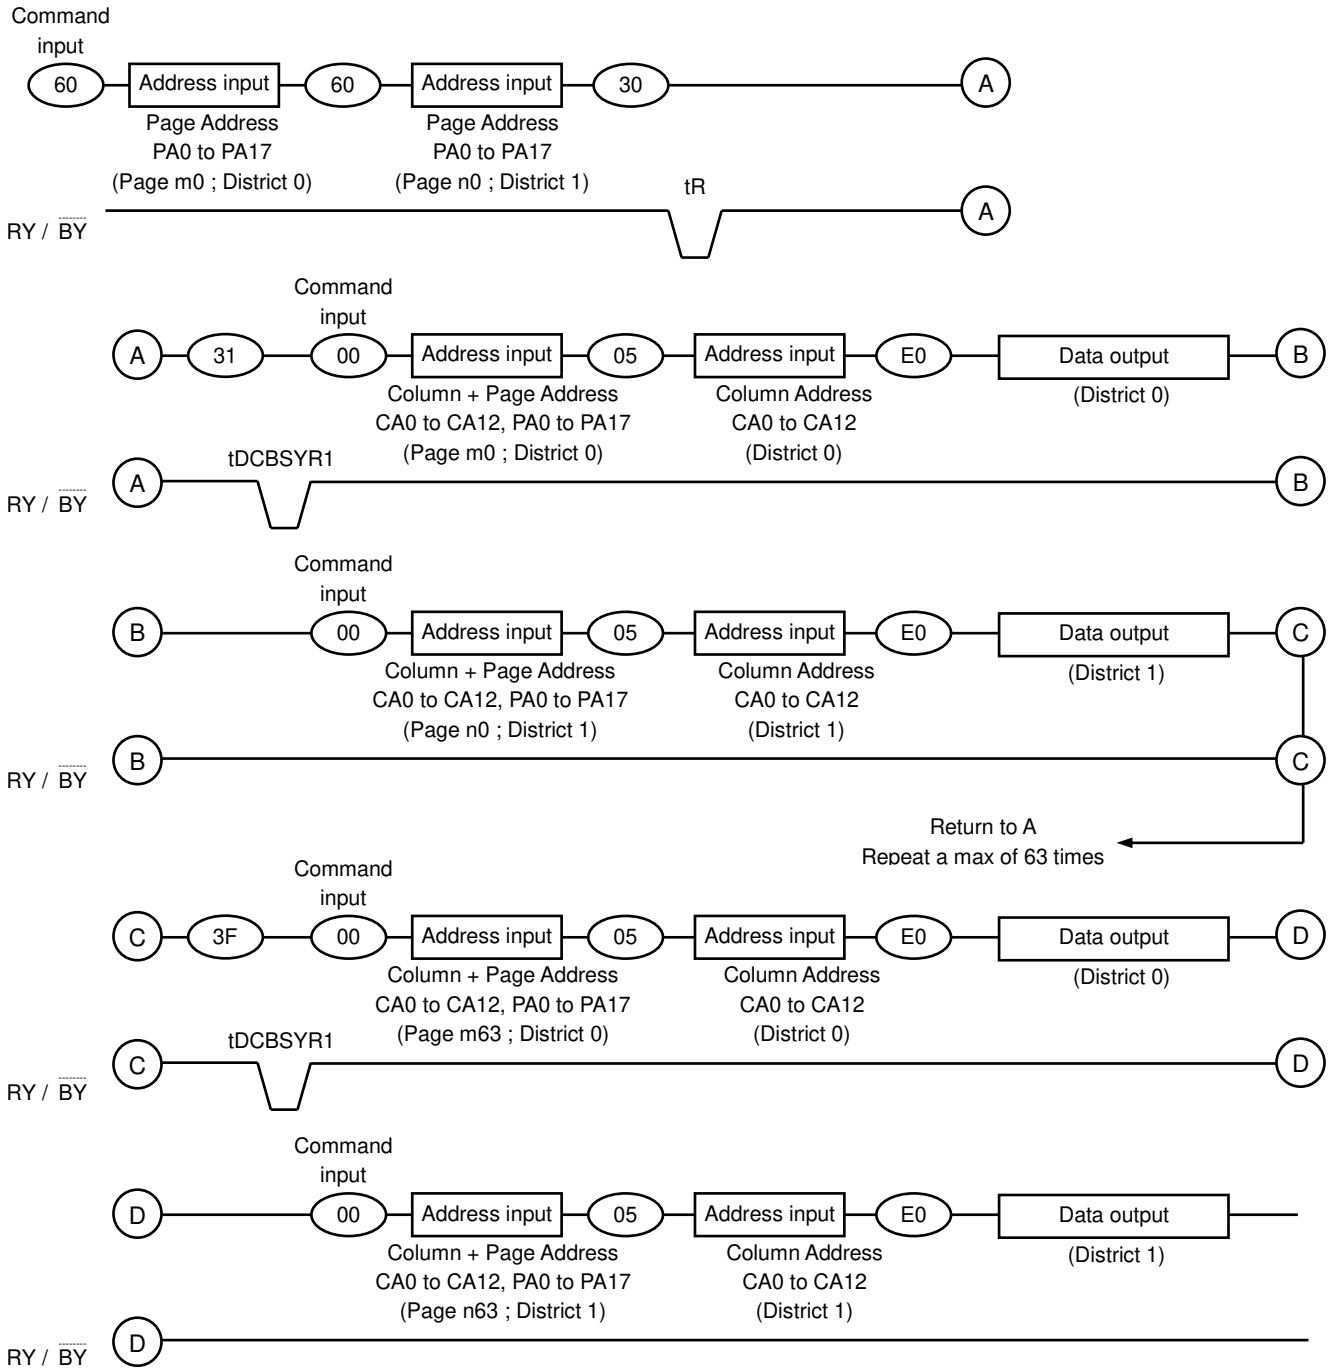 Command
input
60 Address input 60 Address input 30 A
Page Address Page Address
PA0 to PA17 PA0 to PA17
(Page m0 ; District 0) (Page n0 ; District 1)
tR
A
RY / BY
Command
input
A 31 00 Address input 05 Address input E0 Data output B
Column + Page Address Column Address (District 0)
CA0 to CA12, PA0 to PA17 CA0 to CA12
(Page m0 ; District 0) (District 0)
tDCBSYR1
A B
RY / BY
Command
input
B 00 Address input 05 Address input E0 Data output C
Column + Page Address Column Address (District 1)
CA0 to CA12, PA0 to PA17 CA0 to CA12
(Page n0 ; District 1) (District 1)
B C
RY / BY
Return to A
Repeat a max of 63 times
Command
input
C 3F 00 Address input 05 Address input E0 Data output D
Column + Page Address Column Address (District 0)
CA0 to CA12, PA0 to PA17 CA0 to CA12
(Page m63 ; District 0) (District 0)
tDCBSYR1
C D
RY / BY
Command
input
D 00 Address input 05 Address input E0 Data output
Column + Page Address Column Address (District 1)
CA0 to CA12, PA0 to PA17 CA0 to CA12
(Page n63 ; District 1) (District 1)
D
RY / BY